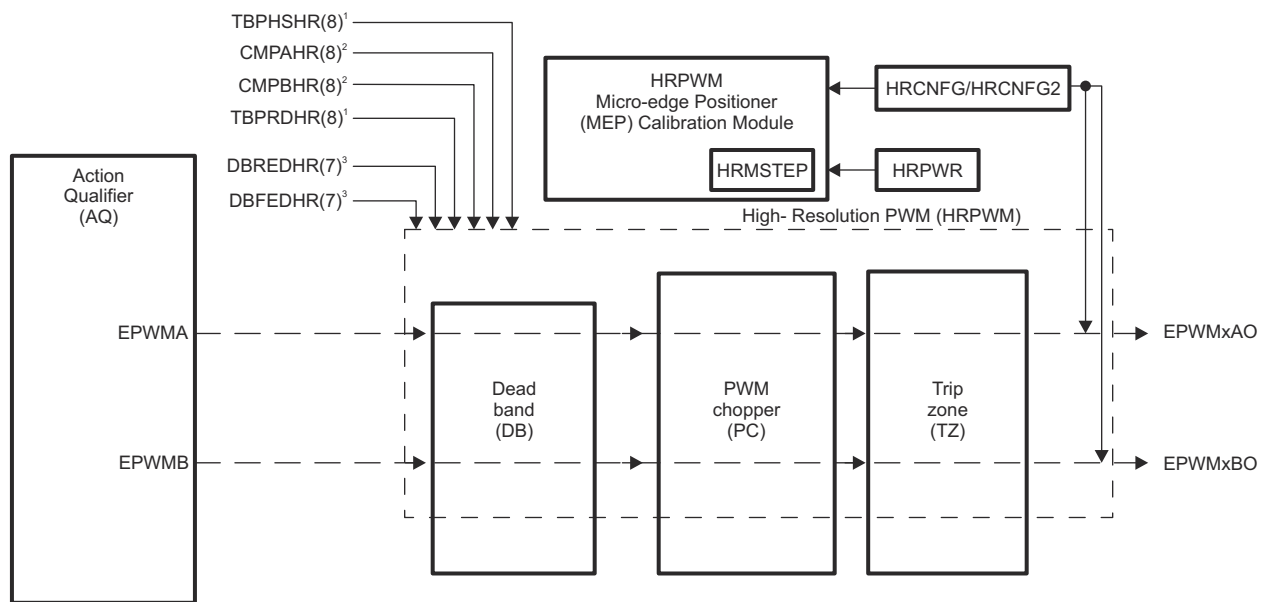 TBPHSHR(8)¹
CMPAHR(8)²
CMPBHR(8)²
TBPRDHR(8)¹
DBREDHR(7)³
DBFEDHR(7)³
HRPWM
Micro-edge Positioner
(MEP) Calibration Module
HRMSTEP
HRCNFG/HRCNFG2
HRPWR
High- Resolution PWM (HRPWM)
Action
Qualifier
(AQ)
EPWMA
EPWMB
Dead
band
(DB)
PWM
chopper
(PC)
Trip
zone
(TZ)
EPWMxAO
EPWMxBO